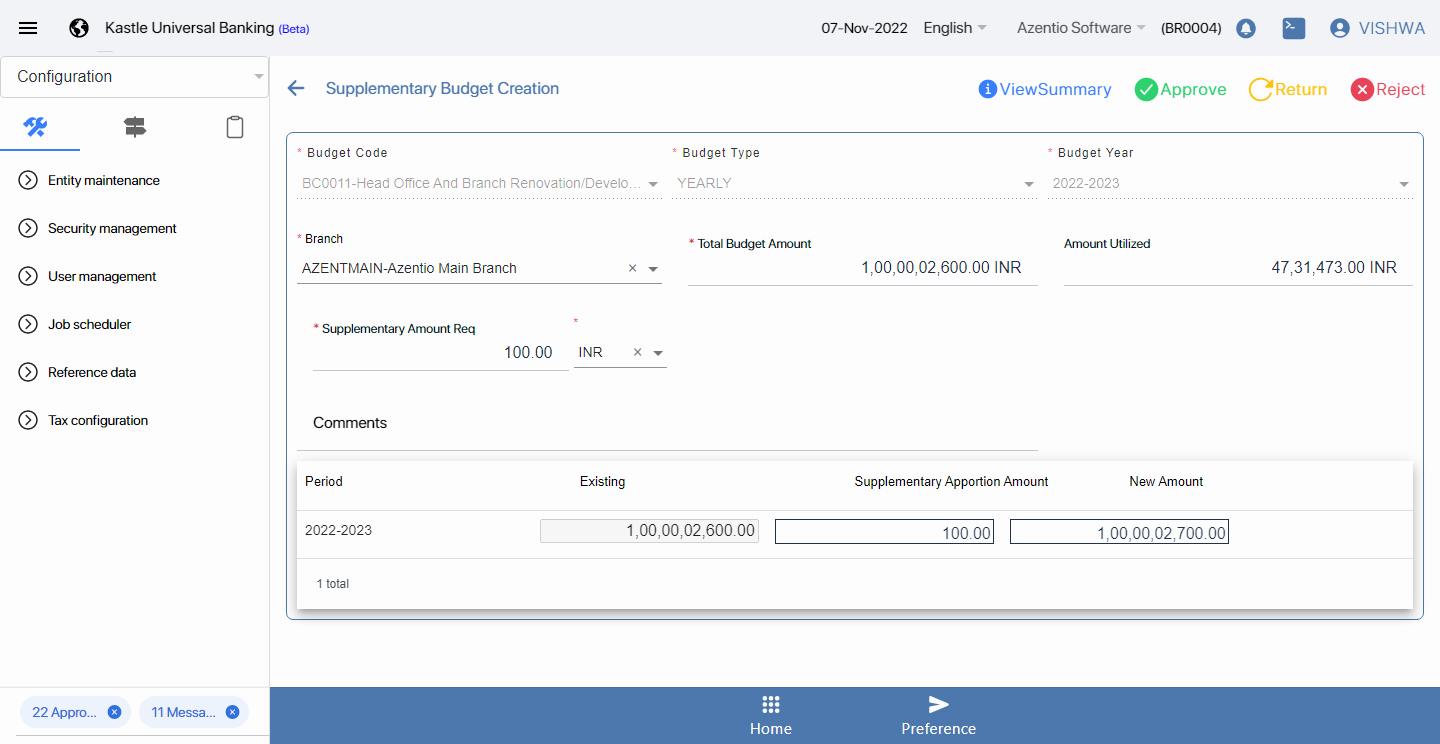 Kastle Universal Banking (Beta)
07-Nov-2022 English Azentio Software (BR0004) VISHWA
Configuration
Entity maintenance
Security management
User management
Job scheduler
Reference data
Tax configuration
22 Appro...
11 Messa...
Supplementary Budget Creation
ViewSummary Approve Return Reject
* Budget Code * Budget Type * Budget Year
BC0011-Head Office And Branch Renovation/Develo... YEARLY 2022-2023
* Branch * Total Budget Amount Amount Utilized
AZENTMAIN-Azentio Main Branch × 1,00,00,02,600.00 INR 47,31,473.00 INR
* Supplementary Amount Req *
100.00 INR ×
Comments
Period Existing Supplementary Apportion Amount New Amount
2022-2023 1,00,00,02,600.00 100.00 1,00,00,02,700.00
1 total
Home Preference